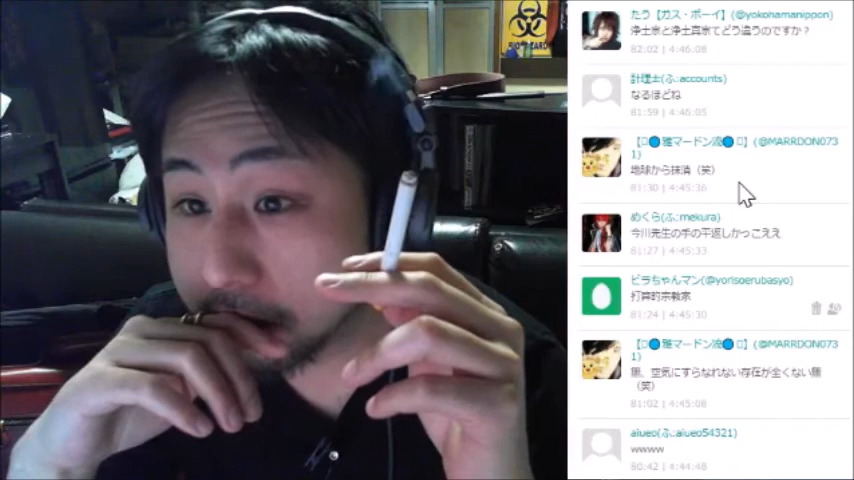 BIOHAZARD
たう【ガス・ボーイ】(@yokohamanippon)
浄土宗と浄土真宗てどう違うのですか？
82:02 | 4:46:08
計理士(ふ:accounts)
なるほどね
81:59 | 4:46:05
雅マードン流🔵】(@MARRDON073
1)
地球から抹消（笑）
81:30 | 4:45:36
めくら(ふ:mekura)
今川先生の手の平返しかっこええ
81:27 | 4:45:33
ビラちゃんマン(@yorisoerubasyo)
打算的宗教家
81:24 | 4:45:30
雅マードン流🔵】(@MARRDON073
1)
無、空気にすらなれない存在が全くない無
（笑）
81:02 | 4:45:08
aiueo(ふ:aiueo54321)
wwww
80:42 | 4:44:48